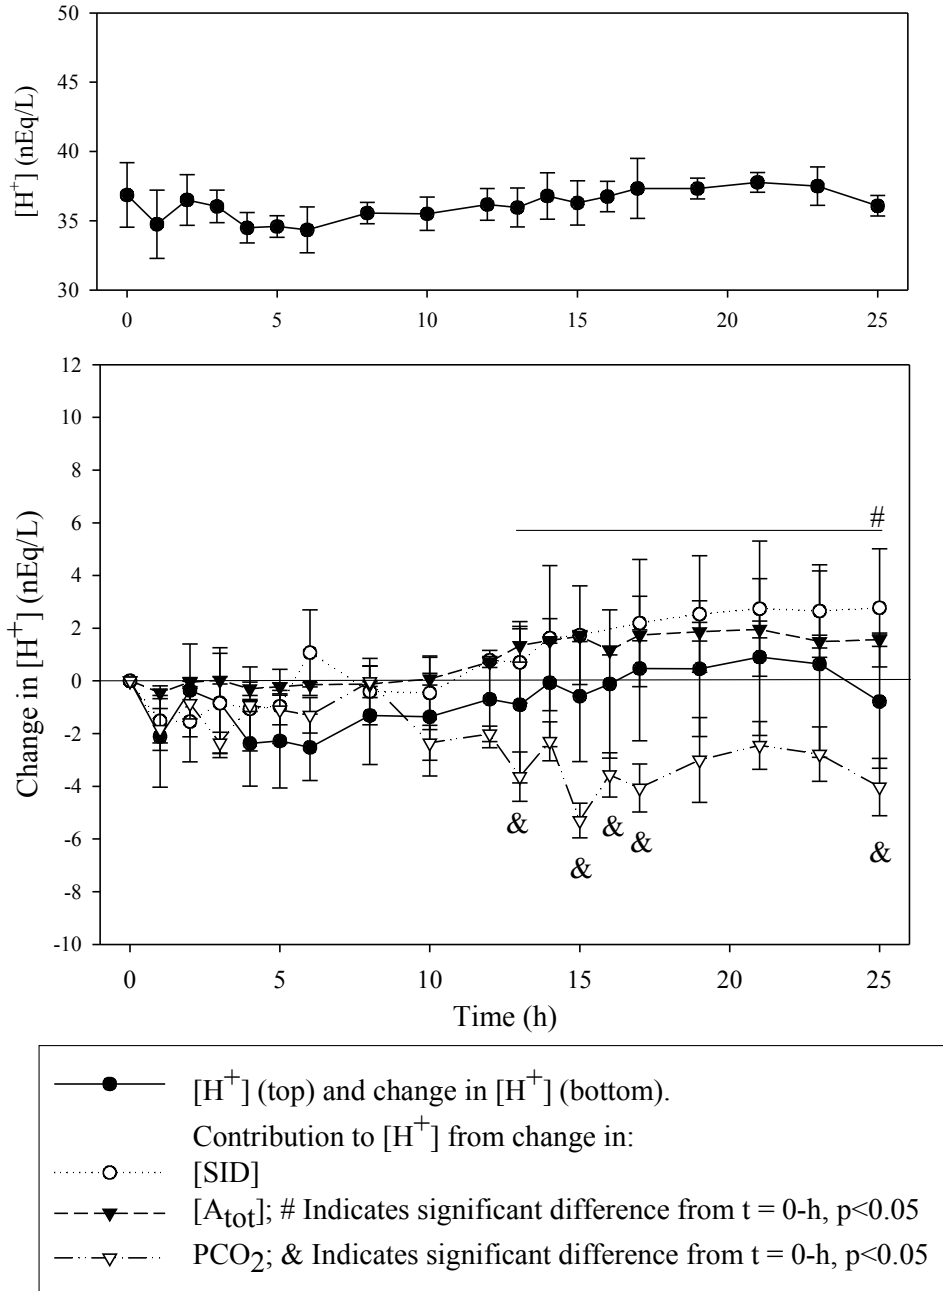 50
45
40
35
30
[H+] (nEq/L)
0 5 10 15 20 25
12
10
8
6
4
2
0
-2
-4
-6
-8
-10
Change in [H+] (nEq/L)
#
& & & & &
0 5 10 15 20 25
Time (h)
[H+] (top) and change in [H+] (bottom).
Contribution to [H+] from change in:
[SID]
[Atot]; # Indicates significant difference from t = 0-h, p<0.05
PCO2; & Indicates significant difference from t = 0-h, p<0.05